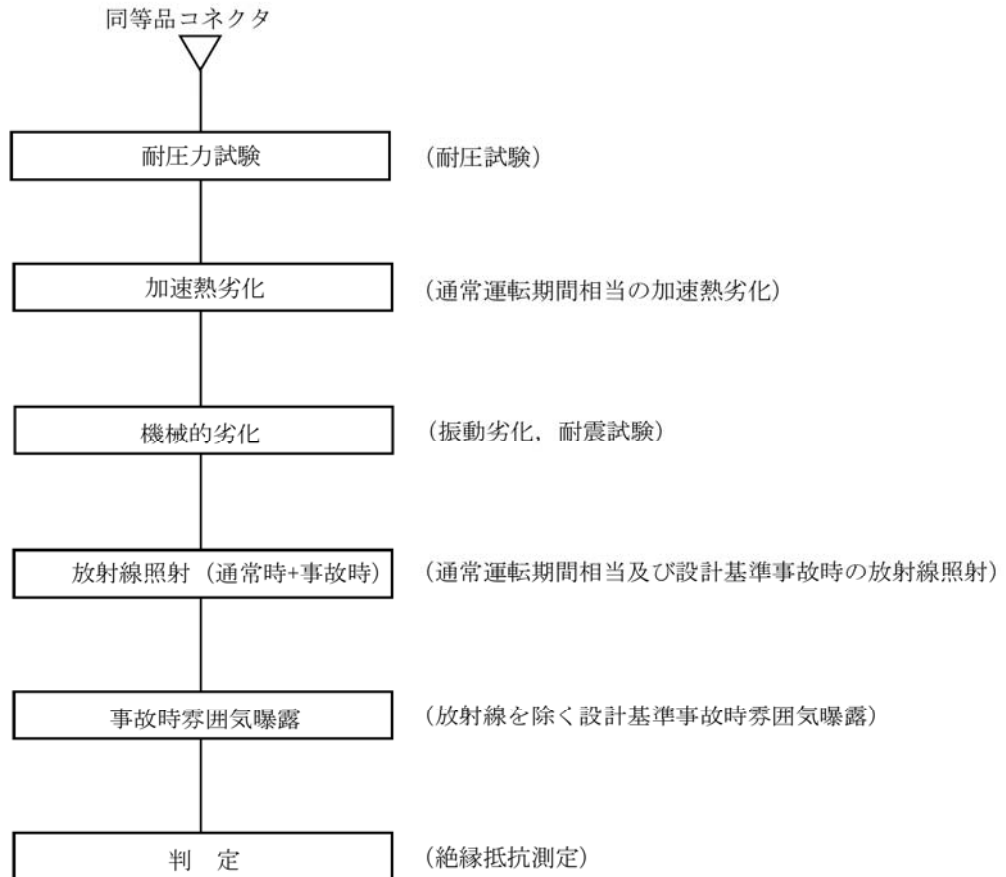 同等品コネクタ
耐圧力試験 (耐圧試験)
加速熱劣化 (通常運転期間相当の加速熱劣化)
機械的劣化 (振動劣化，耐震試験)
放射線照射 (通常時+事故時) (通常運転期間相当及び設計基準事故時の放射線照射)
事故時雰囲気曝露 (放射線を除く設計基準事故時雰囲気曝露)
判　定 (絶縁抵抗測定)